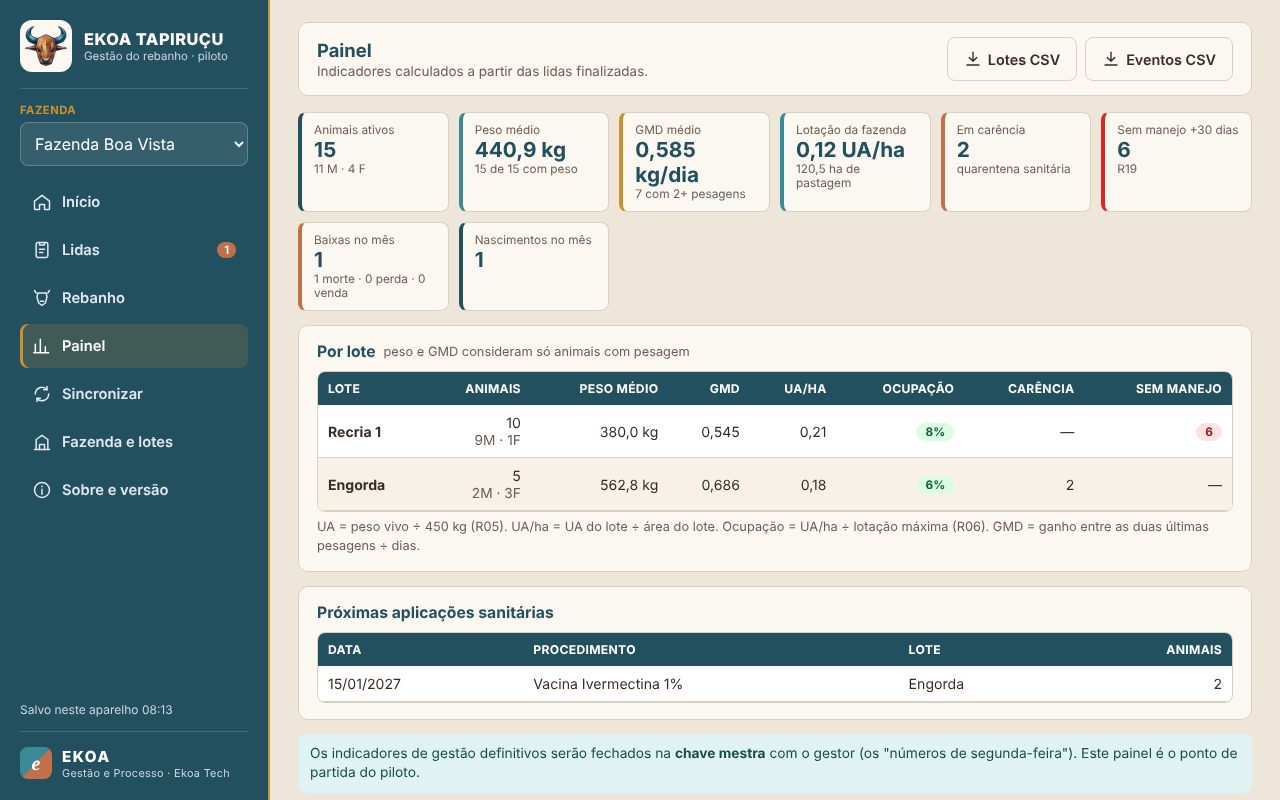 EKOA TAPIRUÇU
Gestão do rebanho · piloto
FAZENDA
Fazenda Boa Vista
Início
Lidas 1
Rebanho
Painel
Sincronizar
Fazenda e lotes
Sobre e versão
Salvo neste aparelho 08:13
e
EKOA
Gestão e Processo · Ekoa Tech
Painel
Indicadores calculados a partir das lidas finalizadas.
Lotes CSV
Eventos CSV
Animais ativos
15
11 M · 4 F
Peso médio
440,9 kg
15 de 15 com peso
GMD médio
0,585
kg/dia
7 com 2+ pesagens
Lotação da fazenda
0,12 UA/ha
120,5 ha de
pastagem
Em carência
2
quarentena sanitária
Sem manejo +30 dias
6
R19
Baixas no mês
1
1 morte · 0 perda · 0
venda
Nascimentos no mês
1
Por lote peso e GMD consideram só animais com pesagem
LOTE ANIMAIS PESO MÉDIO GMD UA/HA OCUPAÇÃO CARÊNCIA SEM MANEJO
Recria 1 10 380,0 kg 0,545 0,21 8% — 6
9M · 1F
Engorda 5 562,8 kg 0,686 0,18 6% 2 —
2M · 3F
UA = peso vivo ÷ 450 kg (R05). UA/ha = UA do lote ÷ área do lote. Ocupação = UA/ha ÷ lotação máxima (R06). GMD = ganho entre as duas últimas
pesagens ÷ dias.
Próximas aplicações sanitárias
DATA PROCEDIMENTO LOTE ANIMAIS
15/01/2027 Vacina Ivermectina 1% Engorda 2
Os indicadores de gestão definitivos serão fechados na chave mestra com o gestor (os "números de segunda-feira"). Este painel é o ponto de
partida do piloto.